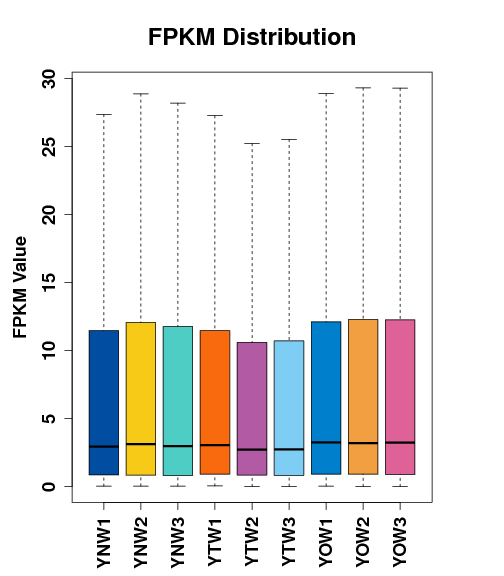 FPKM Distribution
FPKM Value
30
25
20
15
10
5
0
YNW1
YNW2
YNW3
YTW1
YTW2
YTW3
YOW1
YOW2
YOW3